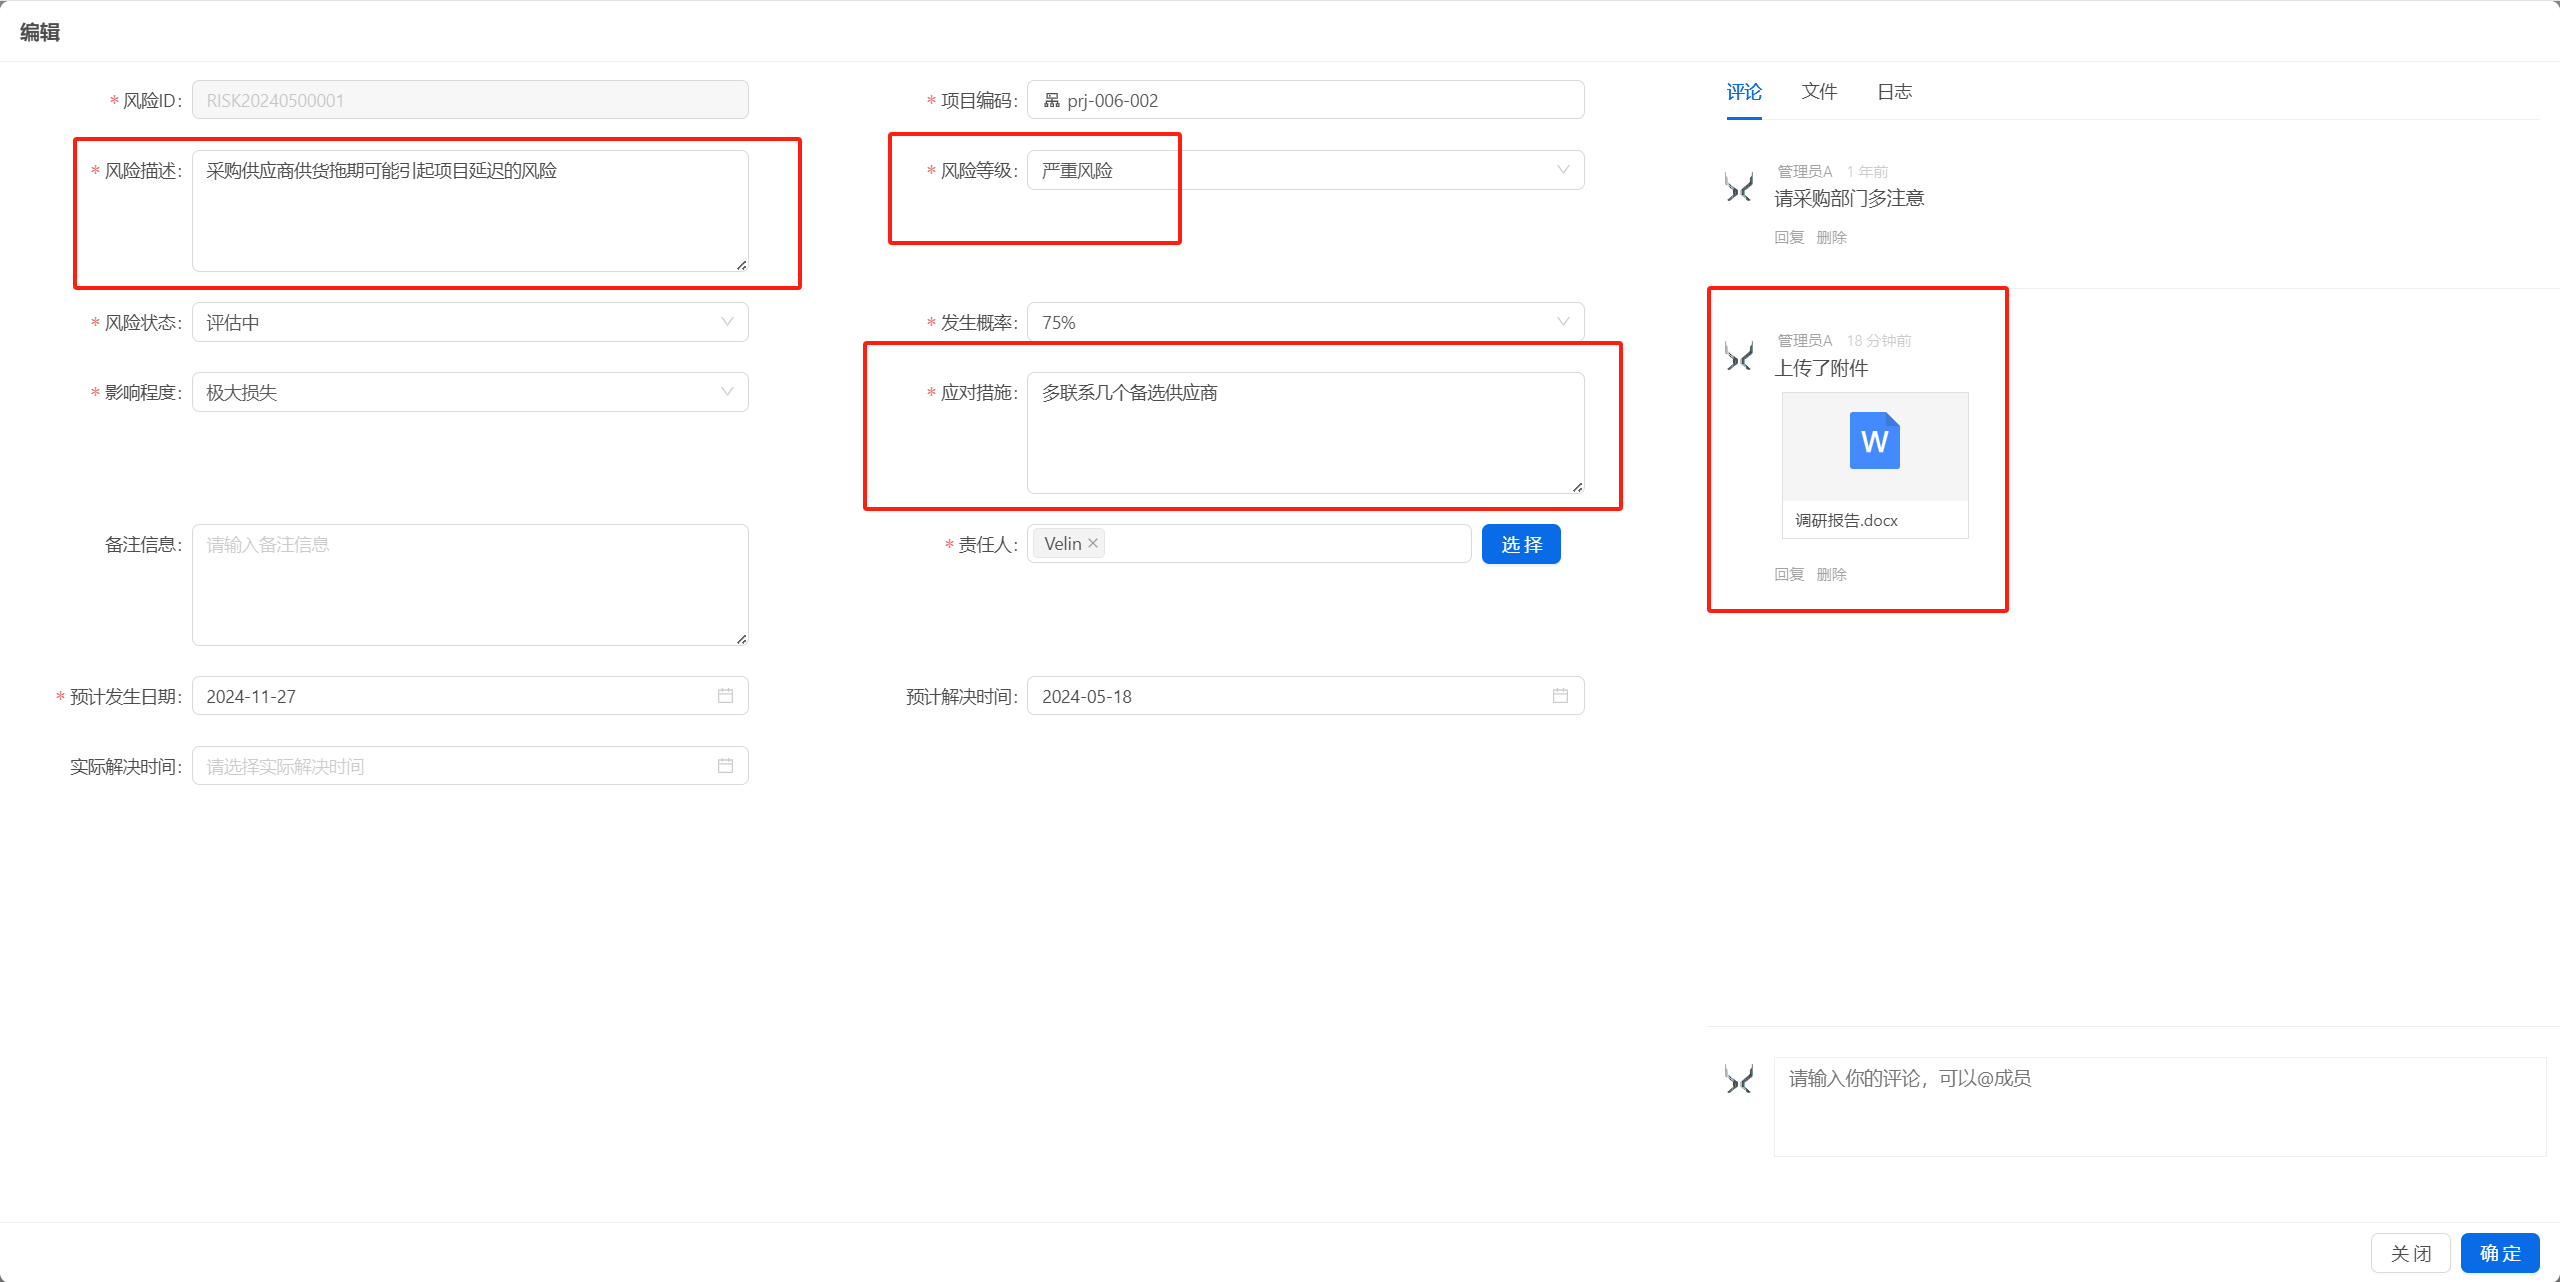 编辑
* 风险ID: RISK20240500001
* 项目编码: prj-006-002
* 风险描述: 采购供应商供货拖期可能引起项目延迟的风险
* 风险等级: 严重风险
* 风险状态: 评估中
* 发生概率: 75%
* 影响程度: 极大损失
* 应对措施: 多联系几个备选供应商
备注信息: 请输入备注信息
* 责任人: Velin × 选择
* 预计发生日期: 2024-11-27
预计解决时间: 2024-05-18
实际解决时间: 请选择实际解决时间
评论 文件 日志
管理员A 1 年前
请采购部门多注意
回复 删除
管理员A 18 分钟前
上传了附件
W
调研报告.docx
回复 删除
请输入你的评论，可以@成员
关闭 确定